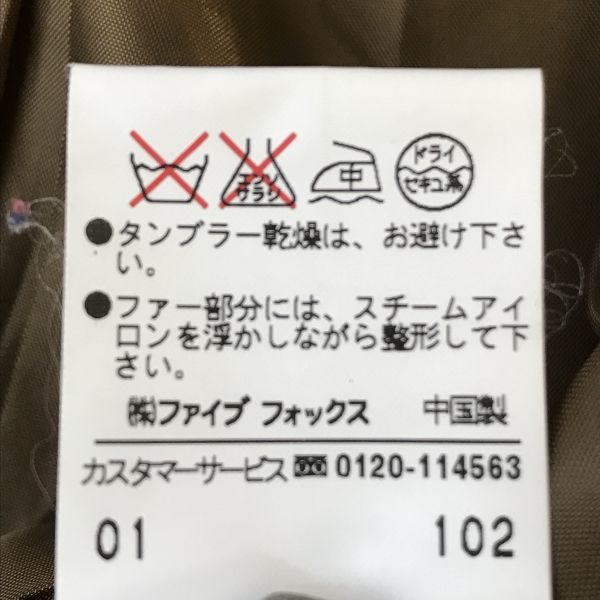 エンソ
サラシ
中
ドライ
セキユ系
●タンブラー乾燥は、お避け下さ
い。
●ファー部分には、スチームアイ
ロンを浮かしながら整形して下
さい。
㈱ファイブ フォックス 中国製
カスタマーサービス 0120-114563
01 102